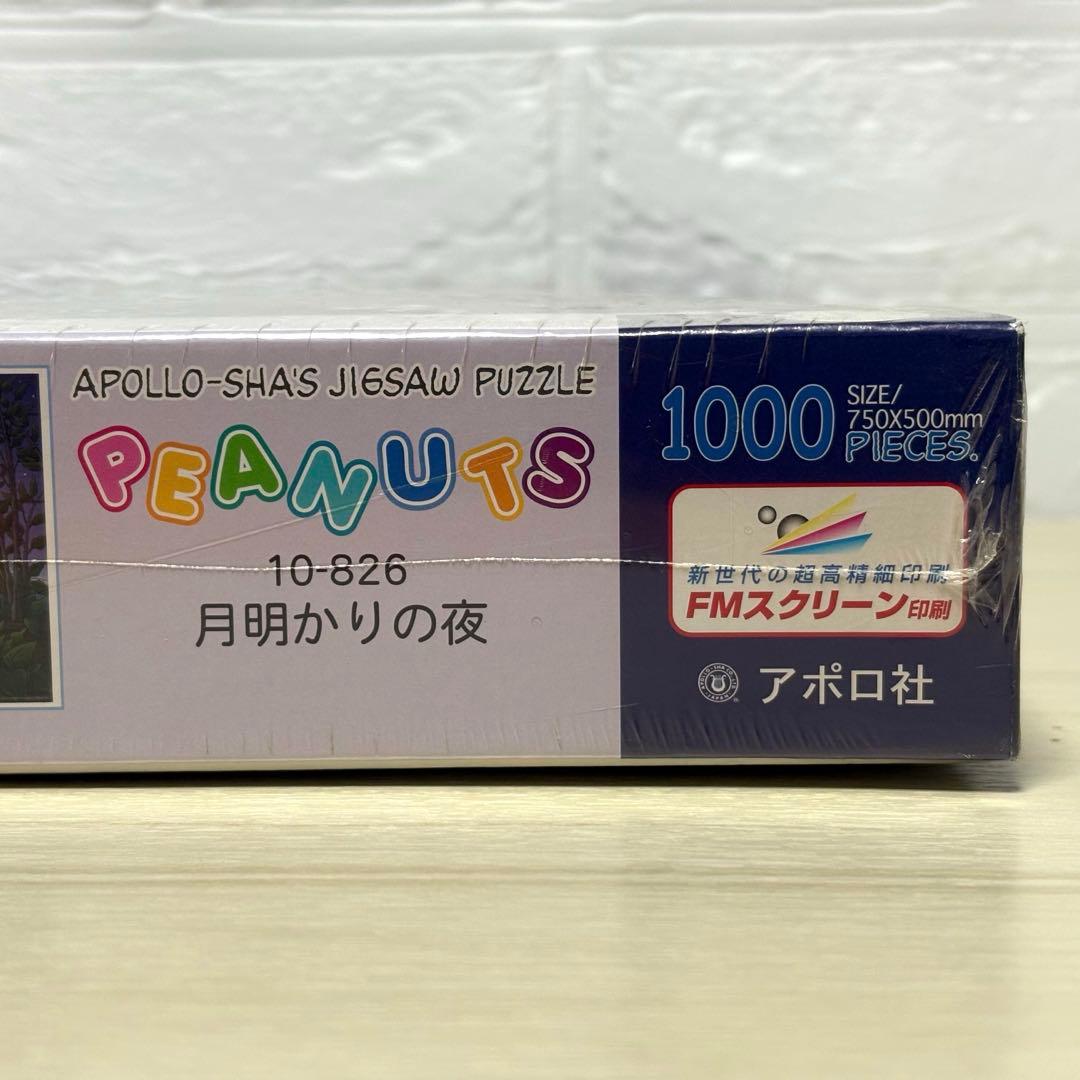 APOLLO-SHA'S JIGSAW PUZZLE
PEANUTS
10-826
月明かりの夜
1000 SIZE/
750X500mm
PIECES.
新世代の超高精細印刷
FMスクリーン印刷
アポロ社